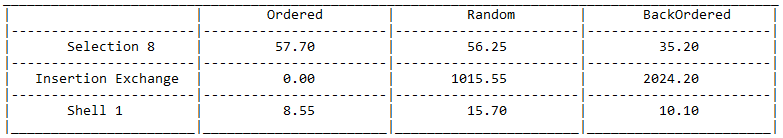 Ordered Random BackOrdered
Selection 8 57.70 56.25 35.20
Insertion Exchange 0.00 1015.55 2024.20
Shell 1 8.55 15.70 10.10